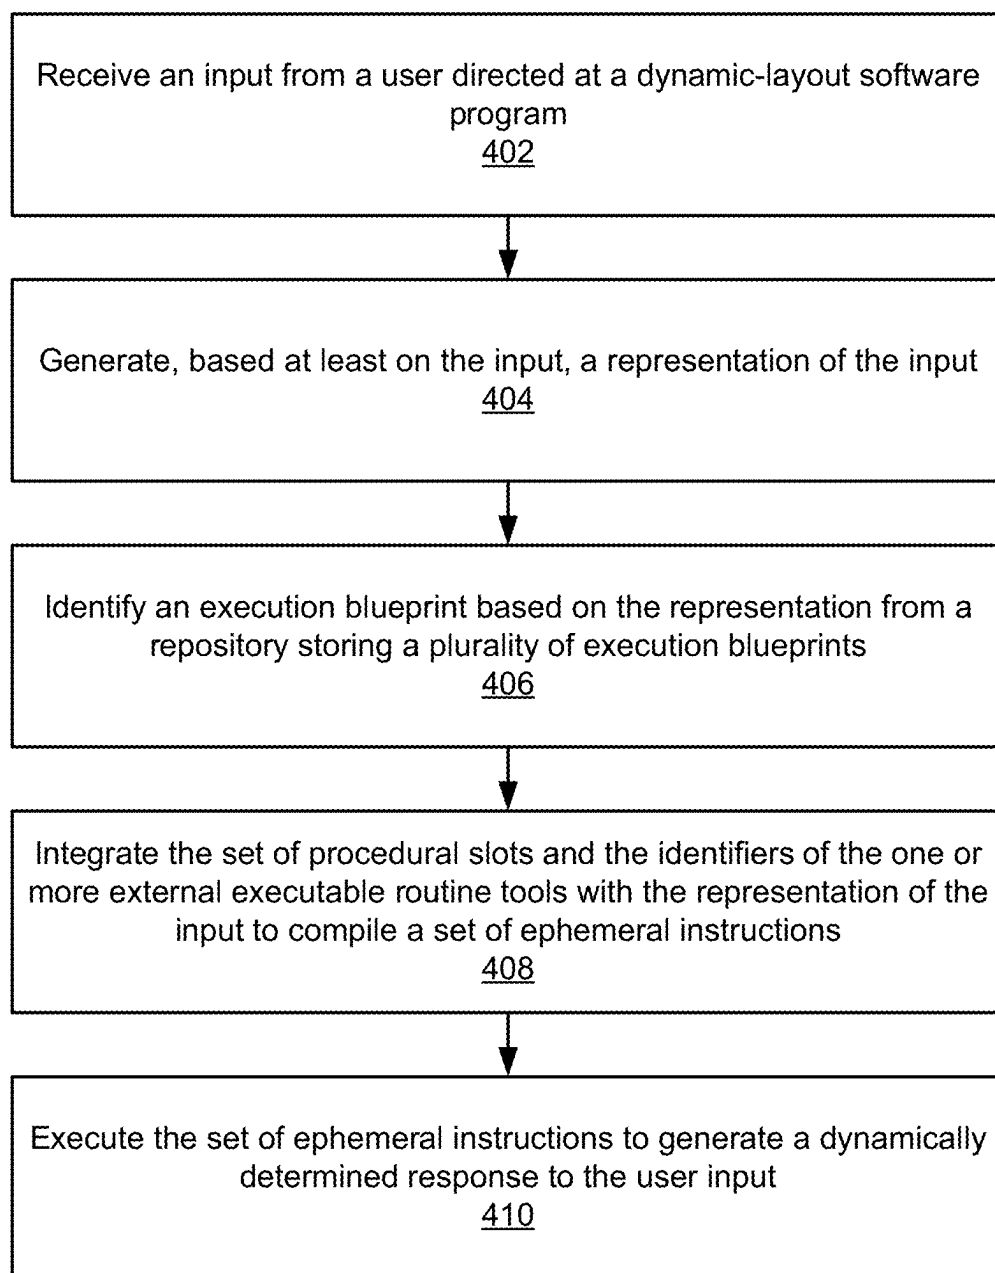 Receive an input from a user directed at a dynamic-layout software
program
402
Generate, based at least on the input, a representation of the input
404
Identify an execution blueprint based on the representation from a
repository storing a plurality of execution blueprints
406
Integrate the set of procedural slots and the identifiers of the one or
more external executable routine tools with the representation of the
input to compile a set of ephemeral instructions
408
Execute the set of ephemeral instructions to generate a dynamically
determined response to the user input
410